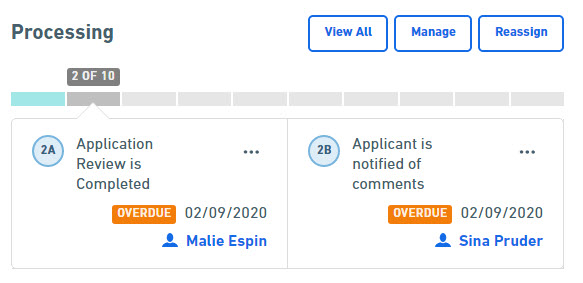 Processing
View All
Manage
Reassign
2 OF 10
2A
Application
Review is
Completed
OVERDUE 02/09/2020
Malie Espin
2B
Applicant is
notified of
comments
OVERDUE 02/09/2020
Sina Pruder